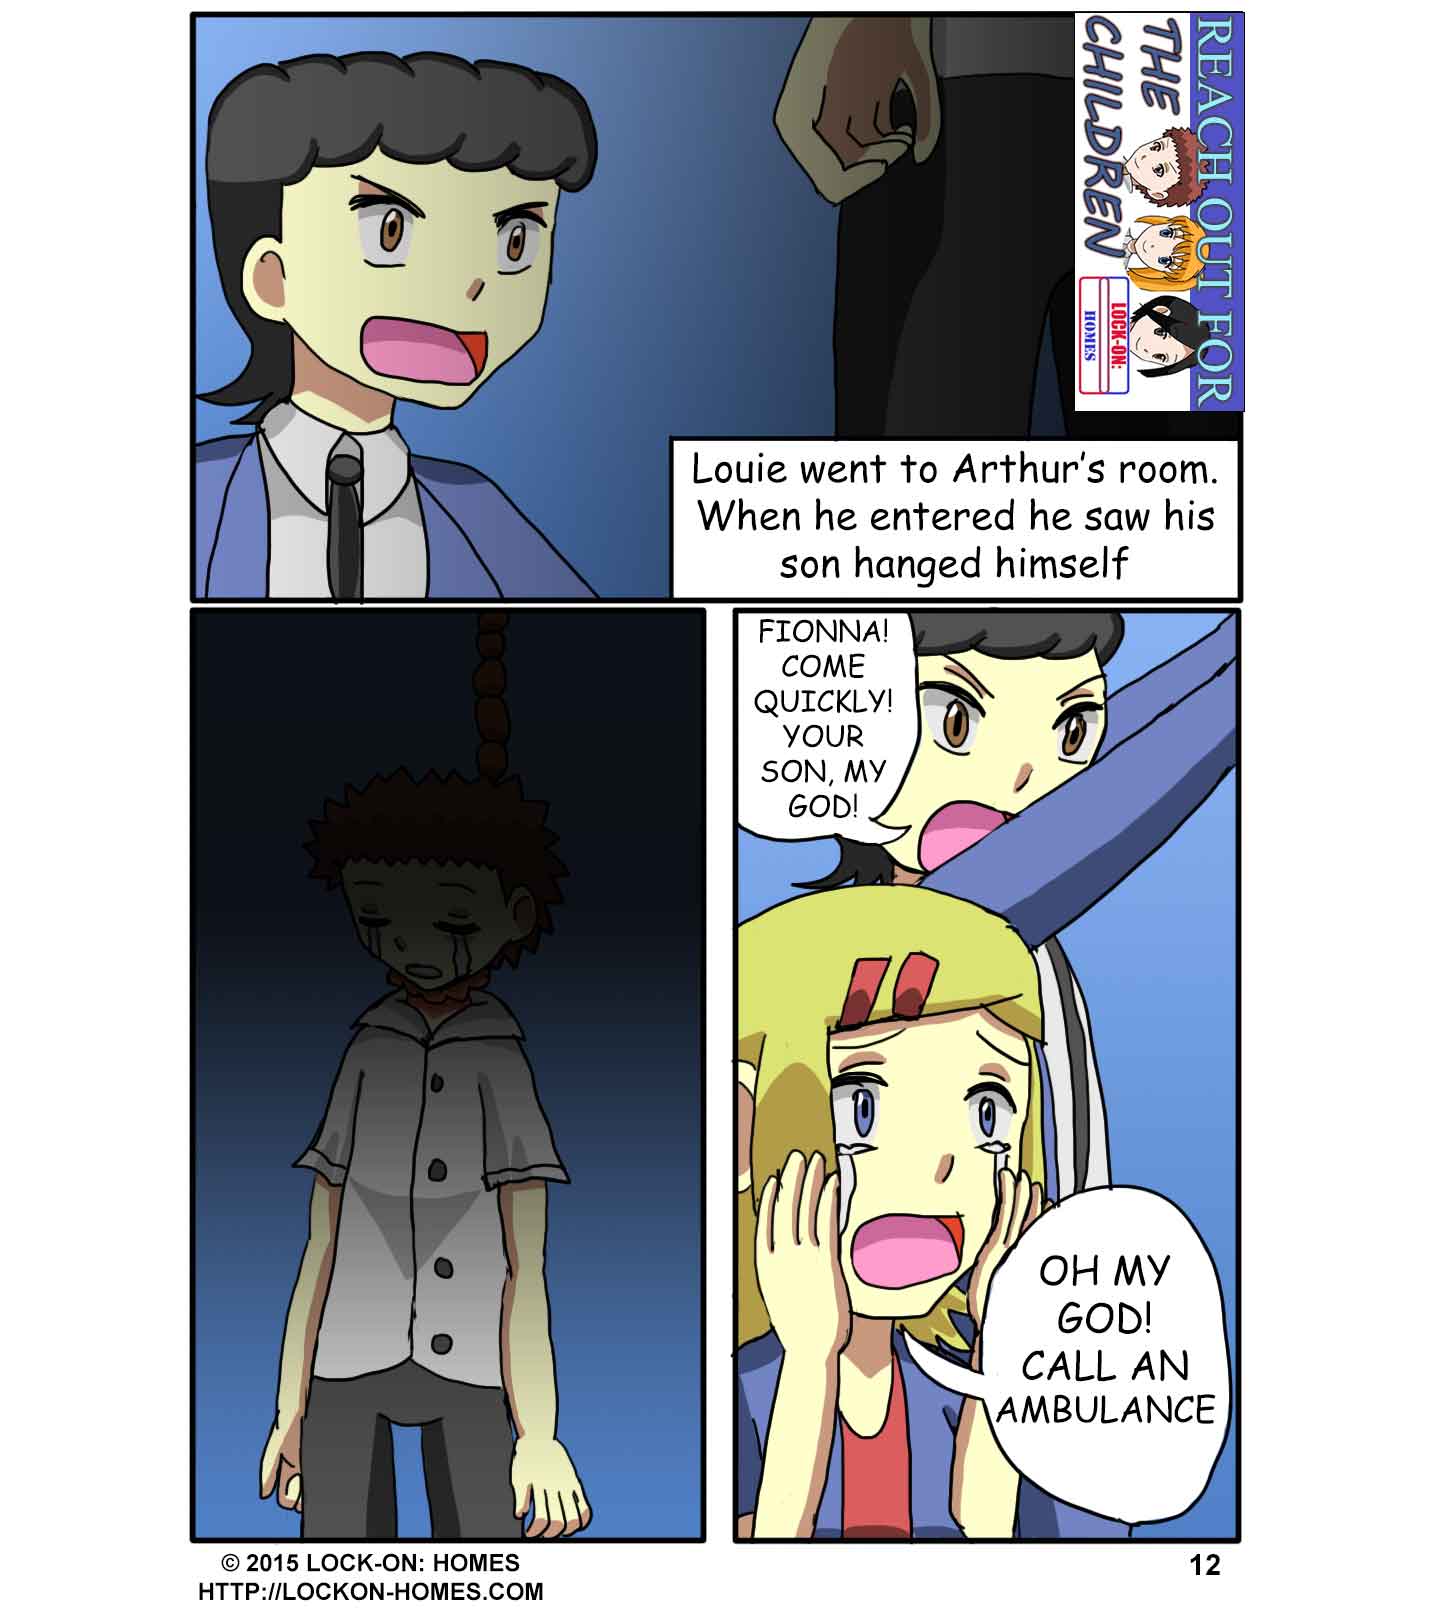 REACH OUT FOR
THE
CHILDREN
LOCK-ON:
HOMES
Louie went to Arthur's room.
When he entered he saw his
son hanged himself
FIONNA!
COME
QUICKLY!
YOUR
SON, MY
GOD!
OH MY
GOD!
CALL AN
AMBULANCE
© 2015 LOCK-ON: HOMES
HTTP://LOCKON-HOMES.COM
12